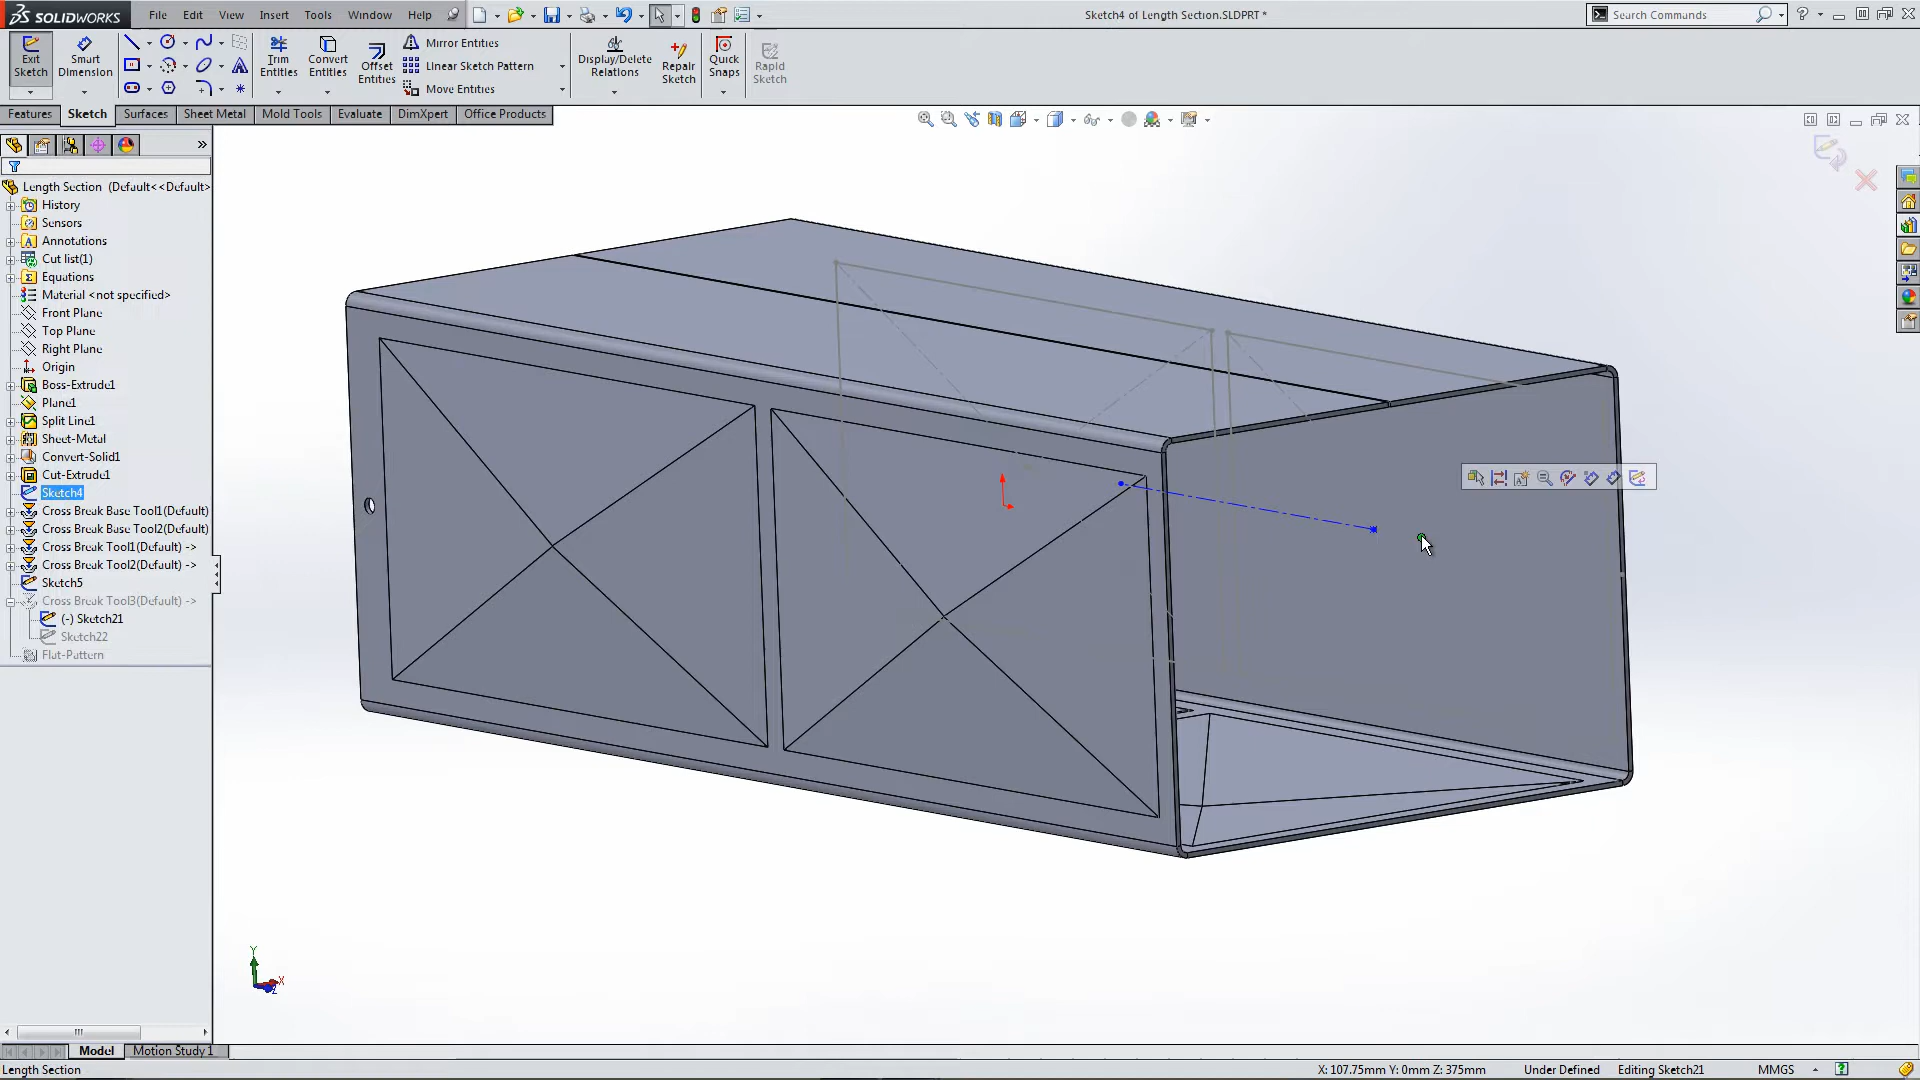 SOLIDWORKS File Edit View Insert Tools Window Help Sketch4 of Length Section.SLDPRT * Search Commands
Exit Sketch
Smart Dimension
Trim Entities
Convert Entities
Offset Entities
Mirror Entities
Linear Sketch Pattern
Move Entities
Display/Delete Relations
Repair Sketch
Quick Snaps
Rapid Sketch
Features Sketch Surfaces Sheet Metal Mold Tools Evaluate DimXpert Office Products
Length Section (Default<<Default>
History
Sensors
Annotations
Cut list(1)
Equations
Material <not specified>
Front Plane
Top Plane
Right Plane
Origin
Boss-Extrude1
Plane1
Split Line1
Sheet-Metal
Convert-Solid1
Cut-Extrude1
Sketch4
Cross Break Base Tool1(Default)
Cross Break Base Tool2(Default)
Cross Break Tool1(Default) ->
Cross Break Tool2(Default) ->
Sketch5
Cross Break Tool3(Default) ->
(-) Sketch21
Sketch22
Flat-Pattern
Y
X
Z
Model Motion Study 1
Length Section X: 107.75mm Y: 0mm Z: 375mm Under Defined Editing Sketch21 MMGS